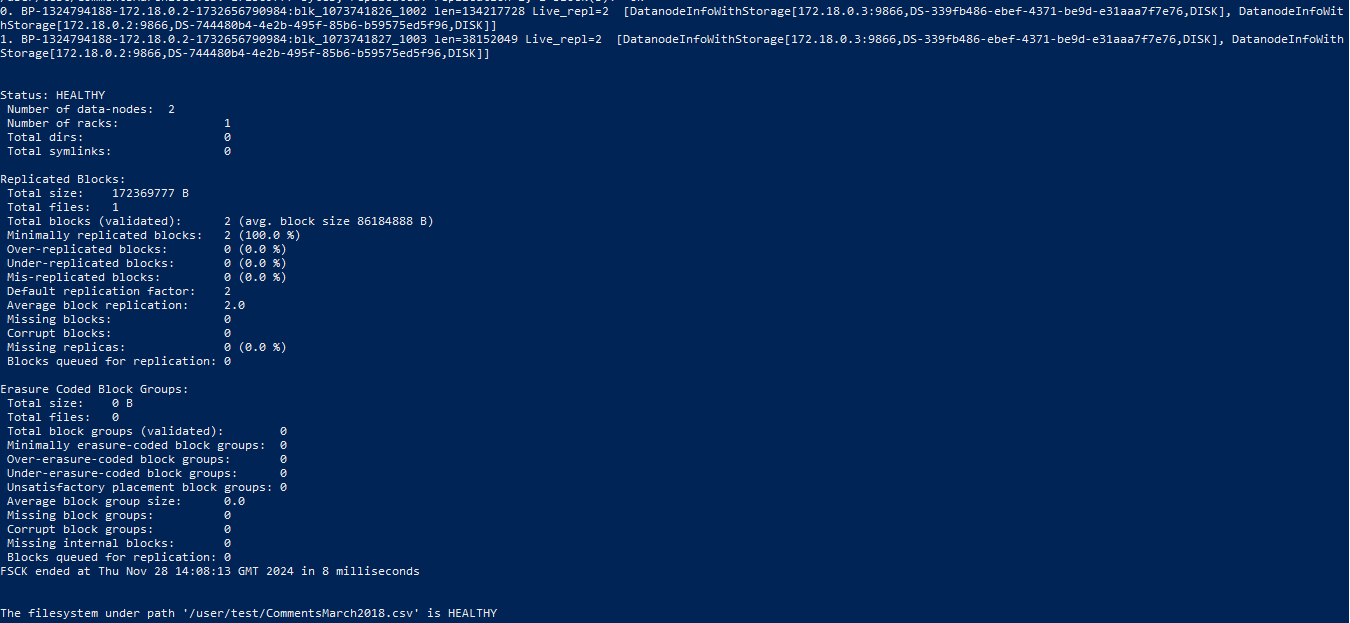 0. BP-1324794188-172.18.0.2-1732656790984:blk_1073741826_1002 len=134217728 Live_repl=2  [DatanodeInfoWithStorage[172.18.0.3:9866,DS-339fb486-ebef-4371-be9d-e31aaa7f7e76,DISK], DatanodeInfoWit
hStorage[172.18.0.2:9866,DS-744480b4-4e2b-495f-85b6-b59575ed5f96,DISK]]
1. BP-1324794188-172.18.0.2-1732656790984:blk_1073741827_1003 len=38152049 Live_repl=2  [DatanodeInfoWithStorage[172.18.0.3:9866,DS-339fb486-ebef-4371-be9d-e31aaa7f7e76,DISK], DatanodeInfoWith
Storage[172.18.0.2:9866,DS-744480b4-4e2b-495f-85b6-b59575ed5f96,DISK]]
Status: HEALTHY
Number of data-nodes:  2
Number of racks:               1
Total dirs:                    0
Total symlinks:                0
Replicated Blocks:
Total size:    172369777 B
Total files:   1
Total blocks (validated):      2 (avg. block size 86184888 B)
Minimally replicated blocks:   2 (100.0 %)
Over-replicated blocks:        0 (0.0 %)
Under-replicated blocks:       0 (0.0 %)
Mis-replicated blocks:         0 (0.0 %)
Default replication factor:    2
Average block replication:     2.0
Missing blocks:                0
Corrupt blocks:                0
Missing replicas:              0 (0.0 %)
Blocks queued for replication: 0
Erasure Coded Block Groups:
Total size:    0 B
Total files:   0
Total block groups (validated):        0
Minimally erasure-coded block groups:  0
Over-erasure-coded block groups:       0
Under-erasure-coded block groups:      0
Unsatisfactory placement block groups: 0
Average block group size:      0.0
Missing block groups:          0
Corrupt block groups:          0
Missing internal blocks:       0
Blocks queued for replication: 0
FSCK ended at Thu Nov 28 14:08:13 GMT 2024 in 8 milliseconds
The filesystem under path '/user/test/CommentsMarch2018.csv' is HEALTHY